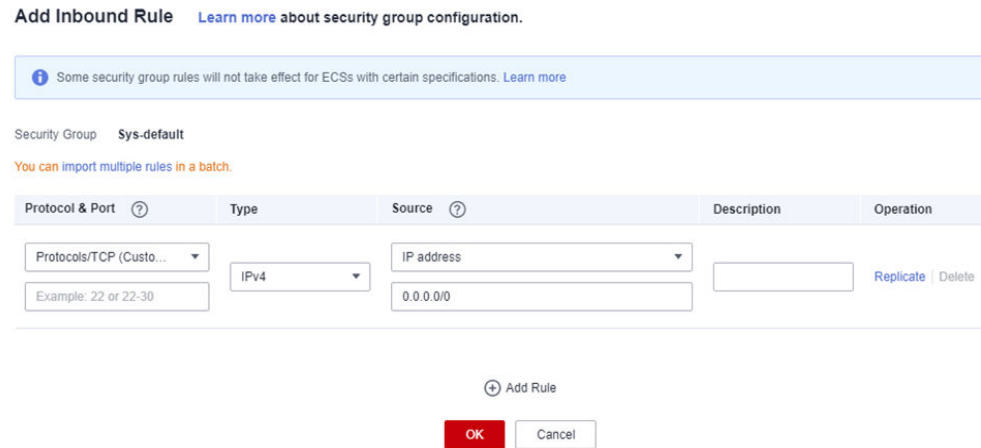 Add Inbound Rule Learn more about security group configuration.
Some security group rules will not take effect for ECSs with certain specifications. Learn more
Security Group Sys-default
You can import multiple rules in a batch.
Protocol & Port ? Type Source ? Description Operation
Protocols/TCP (Custo... IPv4 IP address Replicate Delete
Example: 22 or 22-30 0.0.0.0/0
Add Rule
OK Cancel